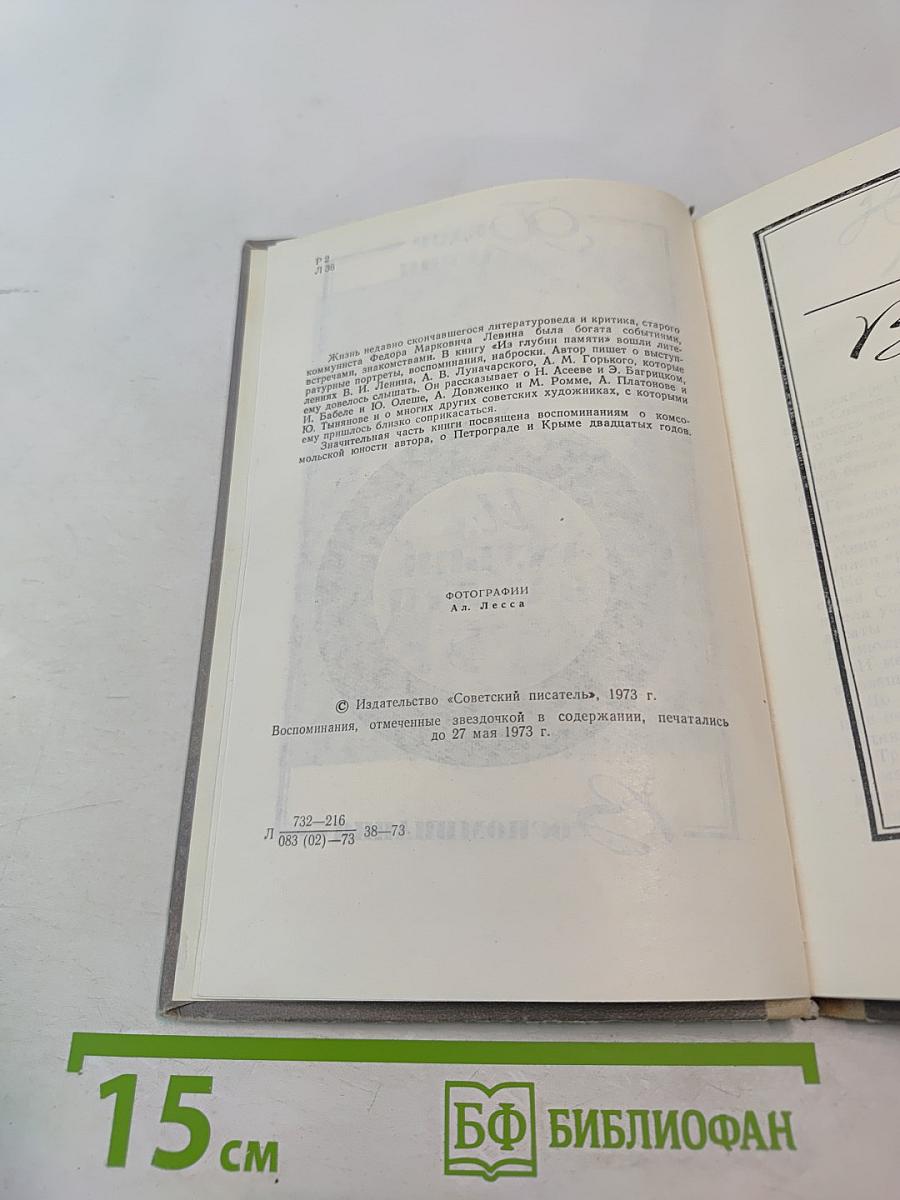 Р2
Л 36
Жизнь недавно скончавшегося литературоведа и критика, старого
коммуниста Федора Марковича Левина была богата событиями,
встречами, знакомствами. В книгу «Из глубин памяти» вошли лите-
ратурные портреты, воспоминания, наброски. Автор пишет о выступ-
лениях В. И. Ленина, А. В. Луначарского, А. М. Горького, которые
ему довелось слышать. Он рассказывает о Н. Асееве и Э. Багрицком,
И. Бабеле и Ю. Олеше, А. Довженко и М. Ромме, А. Платонове и
Ю. Тынянове и о многих других советских художниках, с которыми
ему пришлось близко соприкасаться.
Значительная часть книги посвящена воспоминаниям о комсо-
мольской юности автора, о Петрограде и Крыме двадцатых годов.
ФОТОГРАФИИ
Ал. Лесса
© Издательство «Советский писатель», 1973 г.
Воспоминания, отмеченные звездочкой в содержании, печатались
до 27 мая 1973 г.
Л 732—216
083 (02)—73 38—73
15 см
БФ БИБЛИОФАН